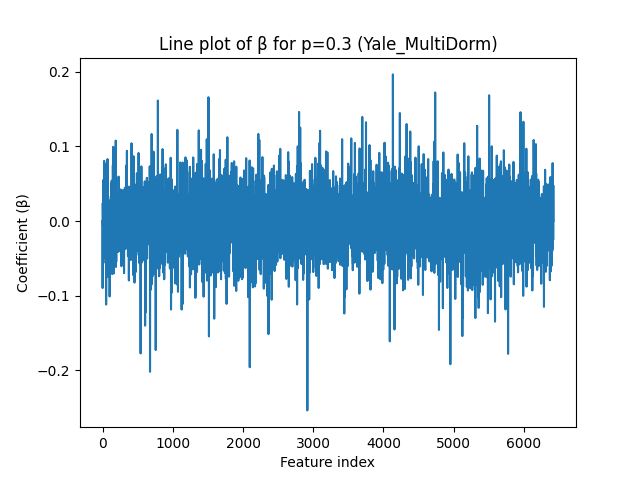 Line plot of β for p=0.3 (Yale_MultiDorm)
0.2
0.1
0.0
−0.1
−0.2
Coefficient (β)
0 1000 2000 3000 4000 5000 6000
Feature index